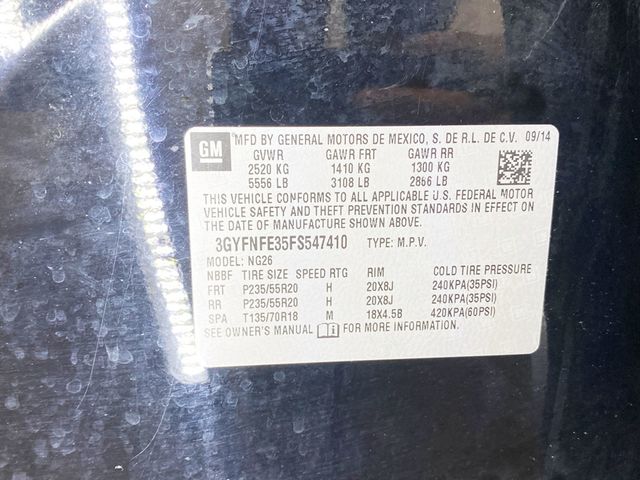 GM MFD BY GENERAL MOTORS DE MEXICO, S. DE R.L. DE C.V. 09/14
GVWR GAWR FRT GAWR RR
2520 KG 1410 KG 1300 KG
5556 LB 3108 LB 2866 LB
THIS VEHICLE CONFORMS TO ALL APPLICABLE U.S. FEDERAL MOTOR
VEHICLE SAFETY AND THEFT PREVENTION STANDARDS IN EFFECT ON
THE DATE OF MANUFACTURE SHOWN ABOVE.
3GYFNFE35FS547410 TYPE: M.P.V.
MODEL: NG26
NBBF TIRE SIZE SPEED RTG RIM COLD TIRE PRESSURE
FRT P235/55R20 H 20X8J 240KPA(35PSI)
RR P235/55R20 H 20X8J 240KPA(35PSI)
SPA T135/70R18 M 18X4.5B 420KPA(60PSI)
SEE OWNER'S MANUAL FOR MORE INFORMATION.